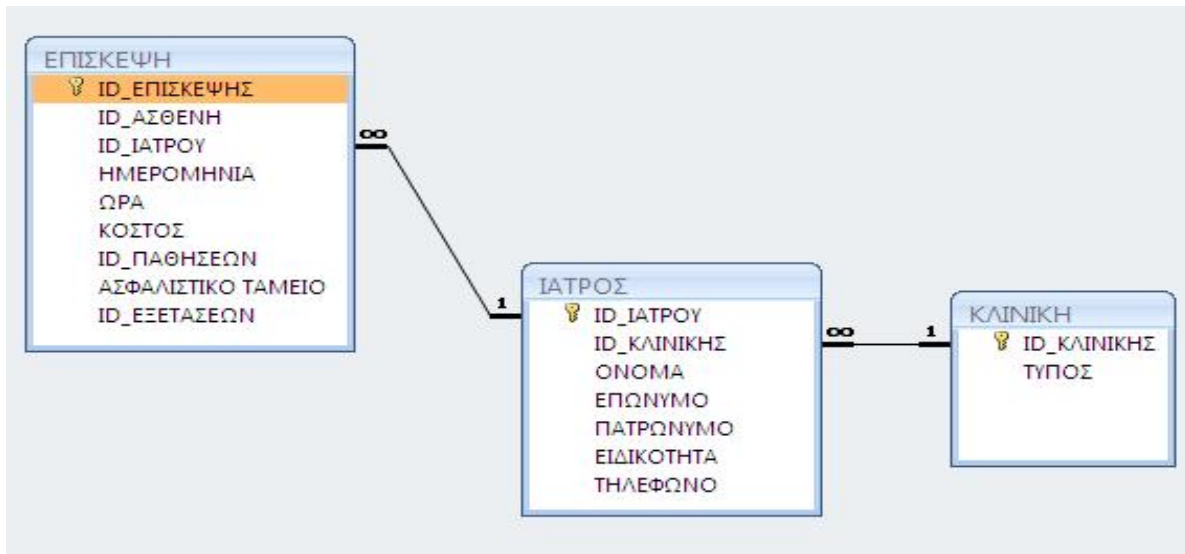 ΕΠΙΣΚΕΨΗ
ID_ΕΠΙΣΚΕΨΗΣ
ID_ΑΣΘΕΝΗ
ID_ΙΑΤΡΟΥ
ΗΜΕΡΟΜΗΝΙΑ
ΩΡΑ
ΚΟΣΤΟΣ
ID_ΠΑΘΗΣΕΩΝ
ΑΣΦΑΛΙΣΤΙΚΟ ΤΑΜΕΙΟ
ID_ΕΞΕΤΑΣΕΩΝ
∞
1
ΙΑΤΡΟΣ
ID_ΙΑΤΡΟΥ
ID_ΚΛΙΝΙΚΗΣ
ΟΝΟΜΑ
ΕΠΩΝΥΜΟ
ΠΑΤΡΩΝΥΜΟ
ΕΙΔΙΚΟΤΗΤΑ
ΤΗΛΕΦΩΝΟ
∞
1
ΚΛΙΝΙΚΗ
ID_ΚΛΙΝΙΚΗΣ
ΤΥΠΟΣ